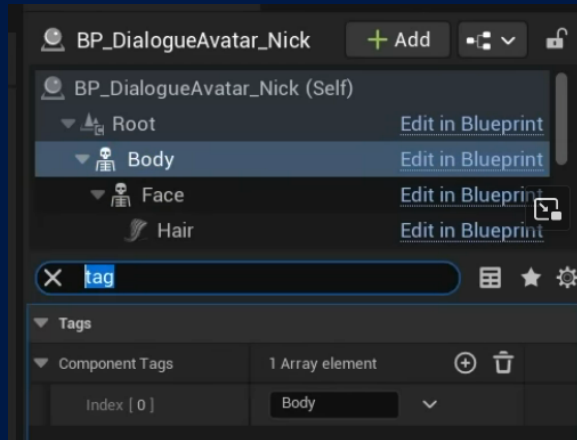 BP_DialogueAvatar_Nick + Add
BP_DialogueAvatar_Nick (Self)
Root Edit in Blueprint
Body Edit in Blueprint
Face Edit in Blueprint
Hair Edit in Blueprint
tag
Tags
Component Tags 1 Array element
Index [ 0 ] Body